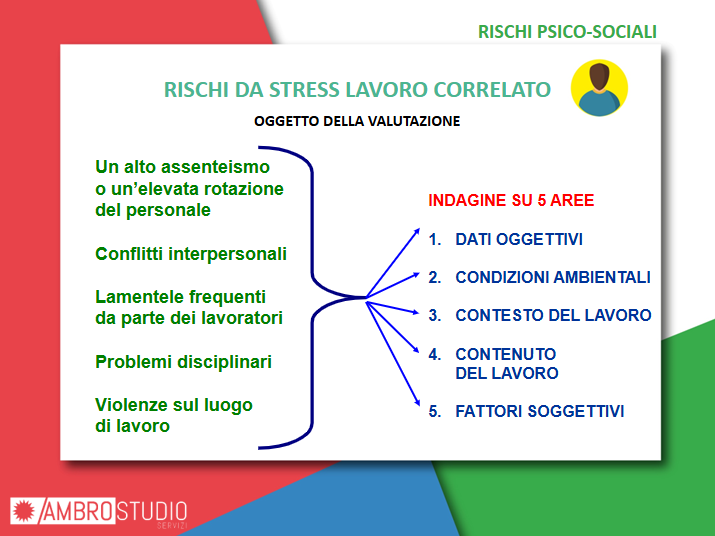 RISCHI PSICO-SOCIALI
RISCHI DA STRESS LAVORO CORRELATO
OGGETTO DELLA VALUTAZIONE
Un alto assenteismo
o un’elevata rotazione
del personale
Conflitti interpersonali
Lamentele frequenti
da parte dei lavoratori
Problemi disciplinari
Violenze sul luogo
di lavoro
INDAGINE SU 5 AREE
1. DATI OGGETTIVI
2. CONDIZIONI AMBIENTALI
3. CONTESTO DEL LAVORO
4. CONTENUTO
DEL LAVORO
5. FATTORI SOGGETTIVI
AMBROSTUDIO
SERVIZI